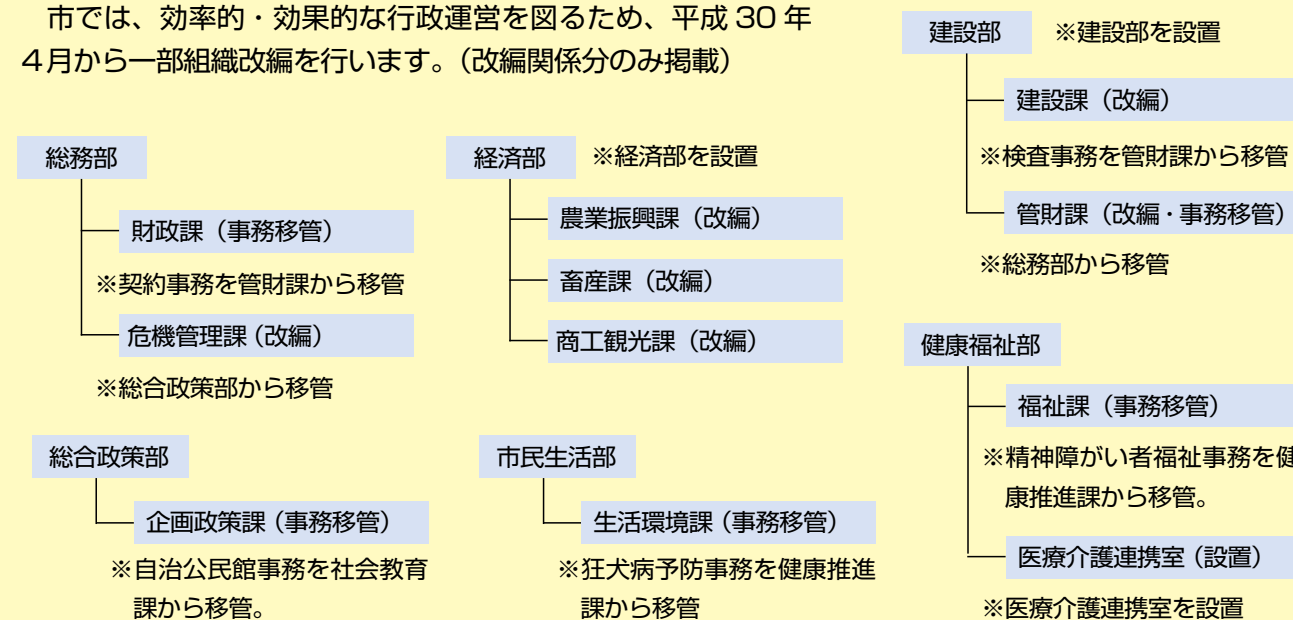 市では、効率的・効果的な行政運営を図るため、平成 30 年
４月から一部組織改編を行います。（改編関係分のみ掲載）
総務部
財政課（事務移管）
※契約事務を管財課から移管
危機管理課（改編）
※総合政策部から移管
総合政策部
企画政策課（事務移管）
※自治公民館事務を社会教育
課から移管。
経済部
※経済部を設置
農業振興課（改編）
畜産課（改編）
商工観光課（改編）
市民生活部
生活環境課（事務移管）
※狂犬病予防事務を健康推進
課から移管
建設部
※建設部を設置
建設課（改編）
※検査事務を管財課から移管
管財課（改編・事務移管）
※総務部から移管
健康福祉部
福祉課（事務移管）
※精神障がい者福祉事務を健
康推進課から移管。
医療介護連携室（設置）
※医療介護連携室を設置